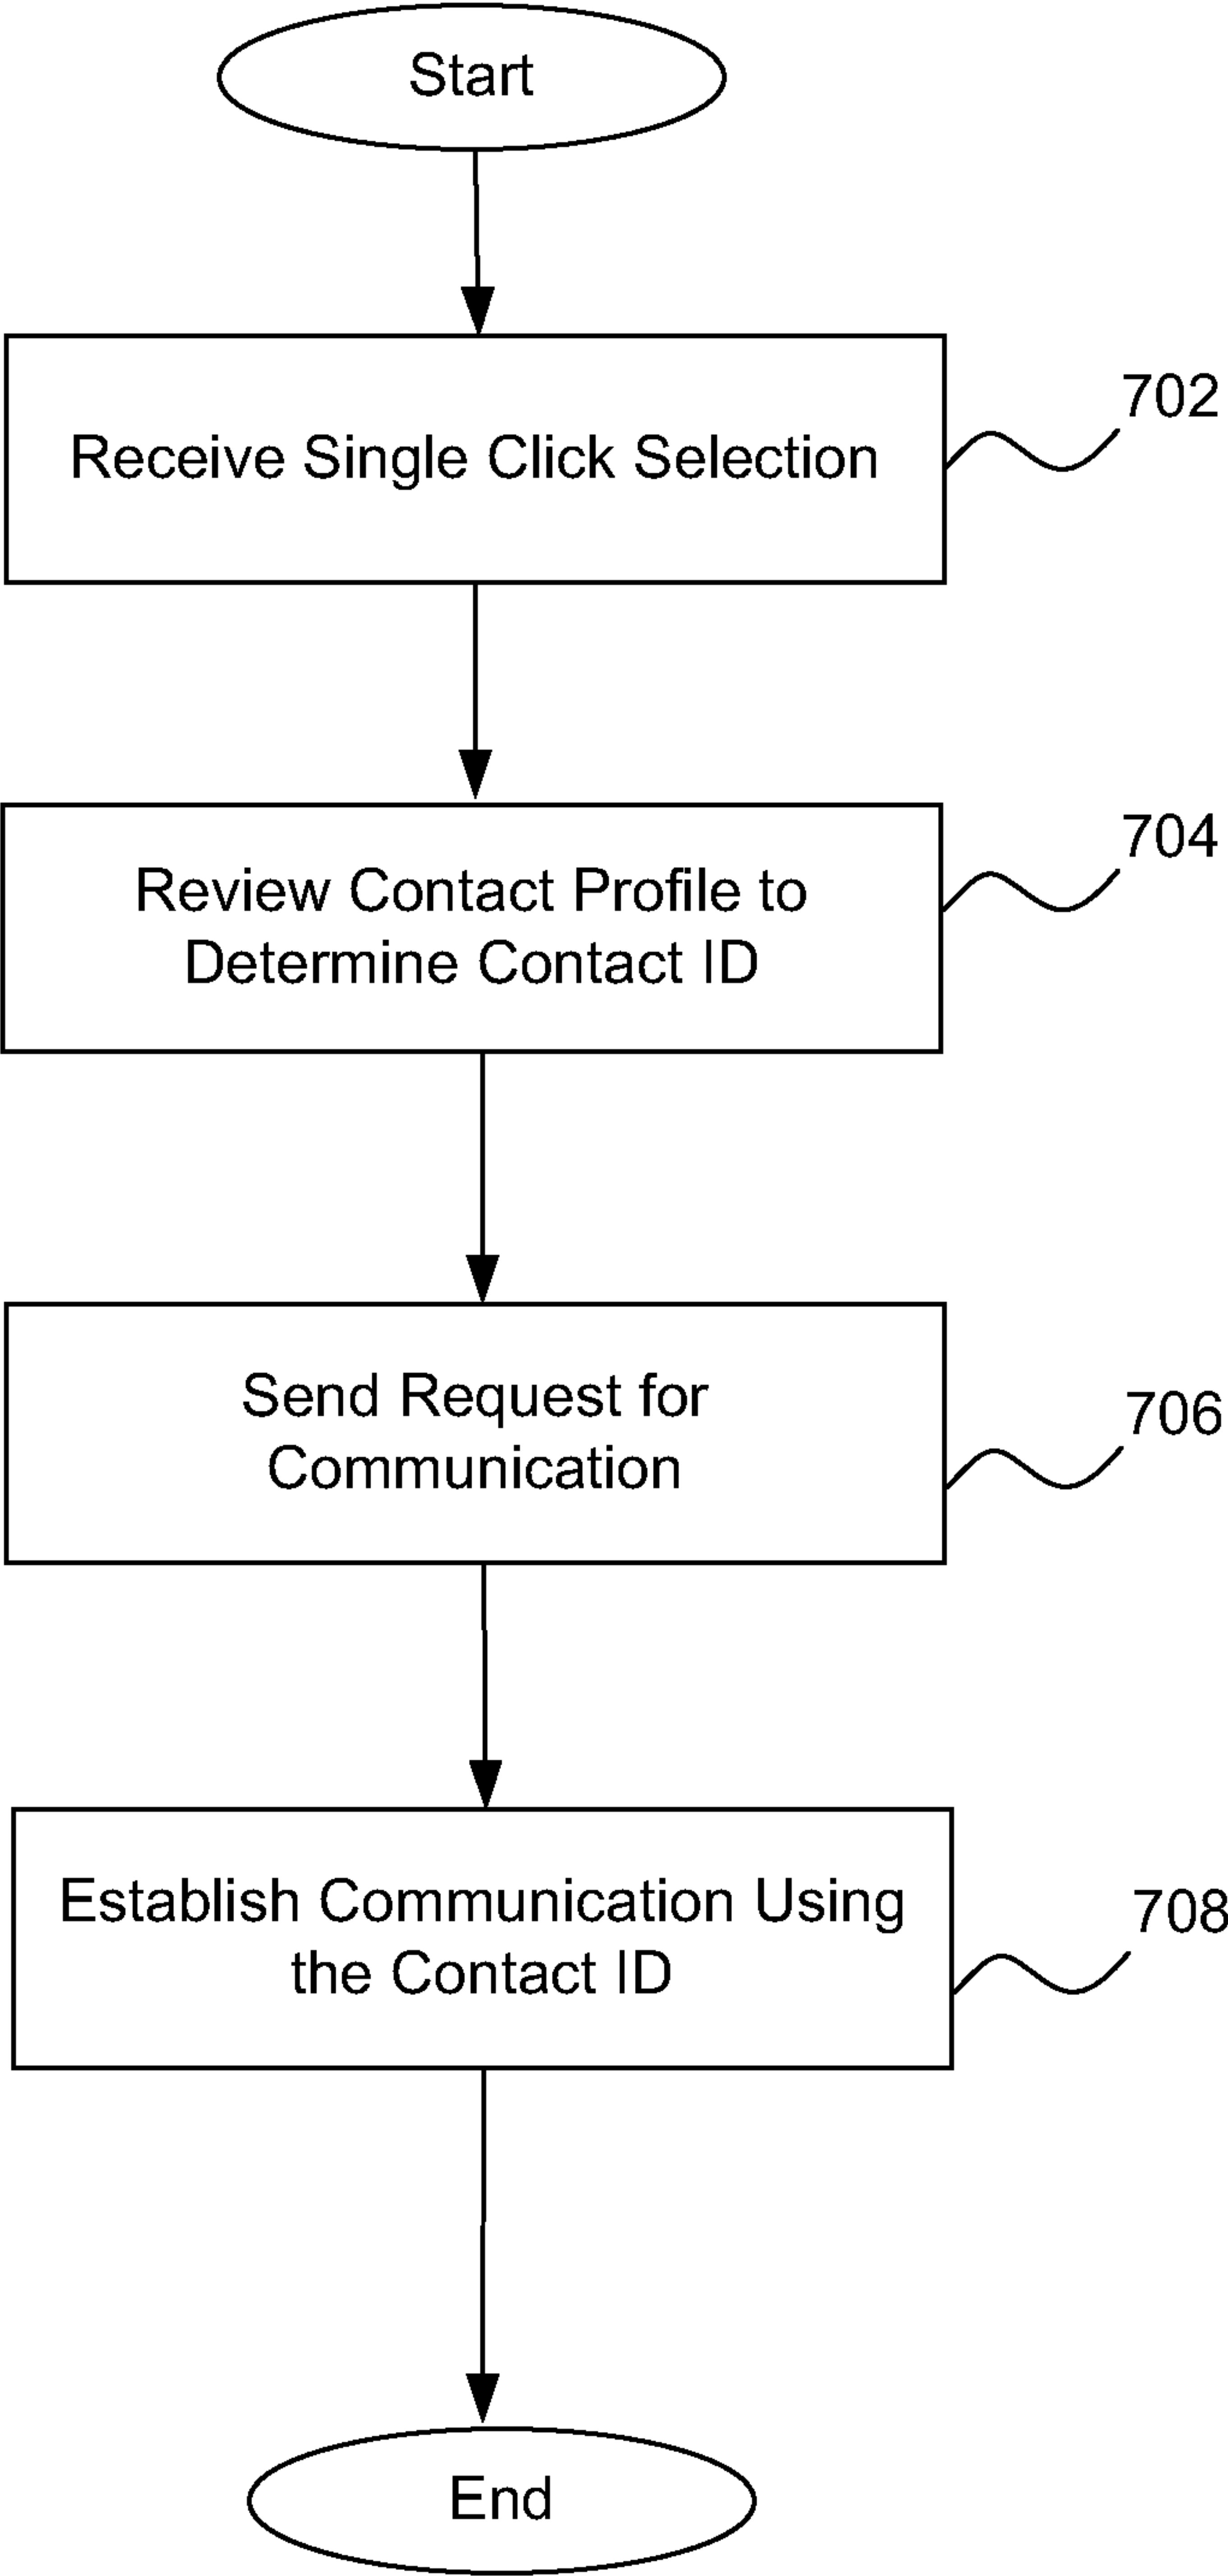 Start
Receive Single Click Selection
702
Review Contact Profile to
Determine Contact ID
704
Send Request for
Communication
706
Establish Communication Using
the Contact ID
708
End